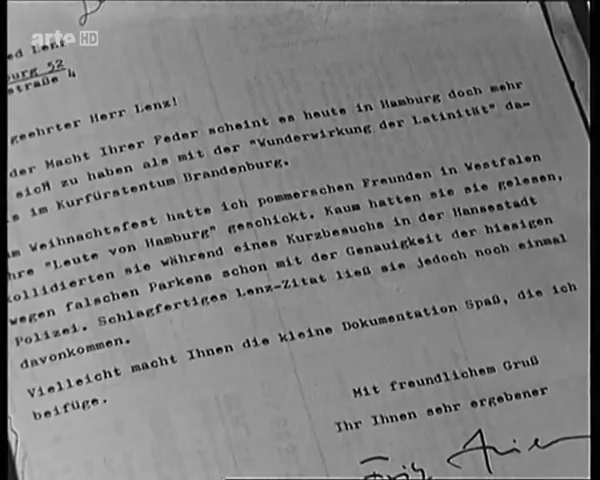 arte HD
ed Lenz
burg 52
straße 4
geehrter Herr Lenz!
der Macht Ihrer Feder scheint es heute in Hamburg doch mehr
sich zu haben als mit der "Wunderwirkung der Latinität" da-
s im Kurfürstentum Brandenburg.
m Weihnachtsfest hatte ich pommerschen Freunden in Westfalen
hre "Leute von Hamburg" geschickt. Kaum hatten sie sie gelesen,
kollidierten sie während eines Kurzbesuchs in der Hansestadt
wegen falschen Parkens schon mit der Genauigkeit der hiesigen
Polizei. Schlagfertiges Lenz-Zitat ließ sie jedoch noch einmal
davonkommen.
Vielleicht macht Ihnen die kleine Dokumentation Spaß, die ich
beifüge.
Mit freundlichem Gruß
Ihr Ihnen sehr ergebener